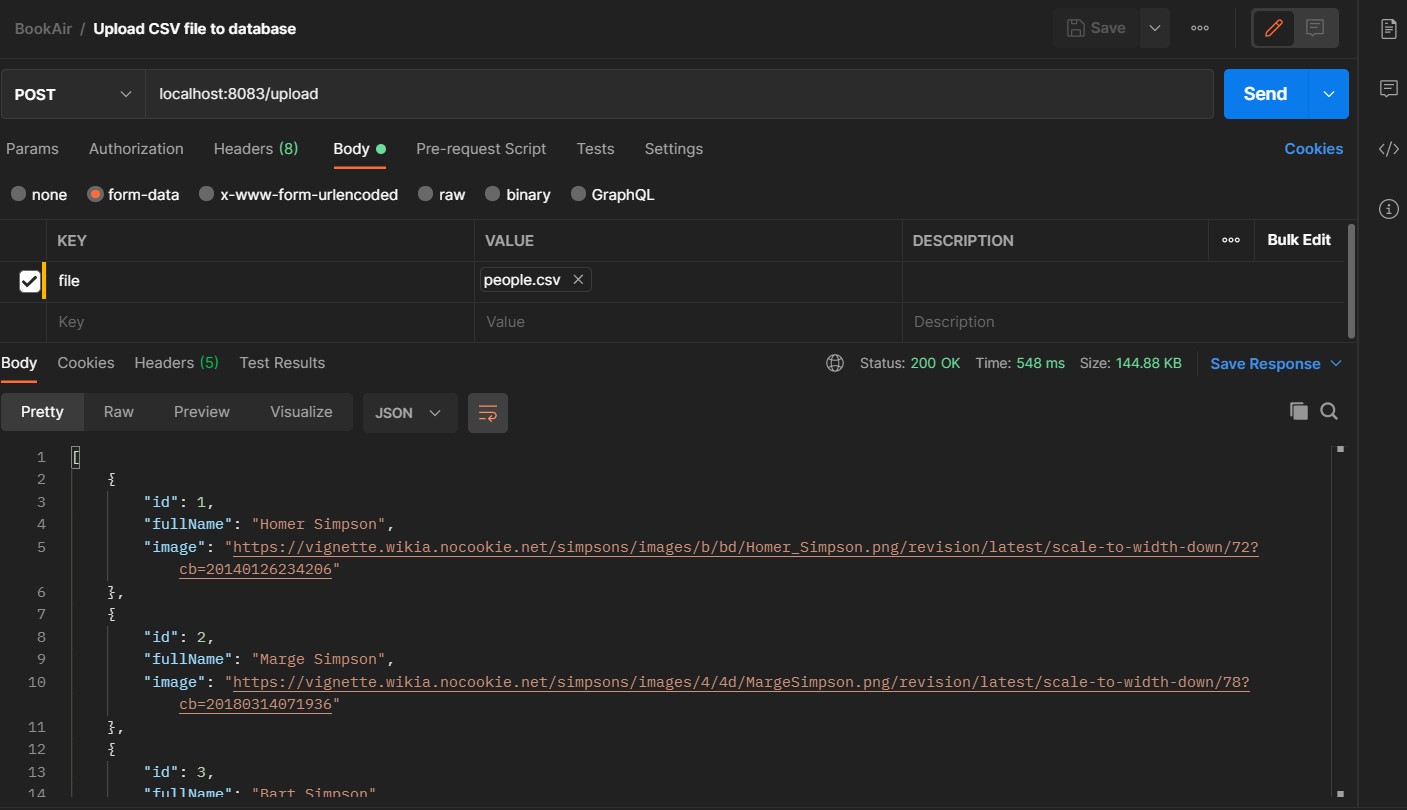 BookAir / Upload CSV file to database Save
POST localhost:8083/upload Send
Params Authorization Headers (8) Body Pre-request Script Tests Settings Cookies
none form-data x-www-form-urlencoded raw binary GraphQL
KEY VALUE DESCRIPTION Bulk Edit
file people.csv
Key Value Description
Body Cookies Headers (5) Test Results Status: 200 OK Time: 548 ms Size: 144.88 KB Save Response
Pretty Raw Preview Visualize JSON
1 [
2 {
3 "id": 1,
4 "fullName": "Homer Simpson",
5 "image": "https://vignette.wikia.nocookie.net/simpsons/images/b/bd/Homer_Simpson.png/revision/latest/scale-to-width-down/72?
cb=20140126234206"
6 },
7 {
8 "id": 2,
9 "fullName": "Marge Simpson",
10 "image": "https://vignette.wikia.nocookie.net/simpsons/images/4/4d/MargeSimpson.png/revision/latest/scale-to-width-down/78?
cb=20180314071936"
11 },
12 {
13 "id": 3,
14 "fullName": "Bart Simpson"